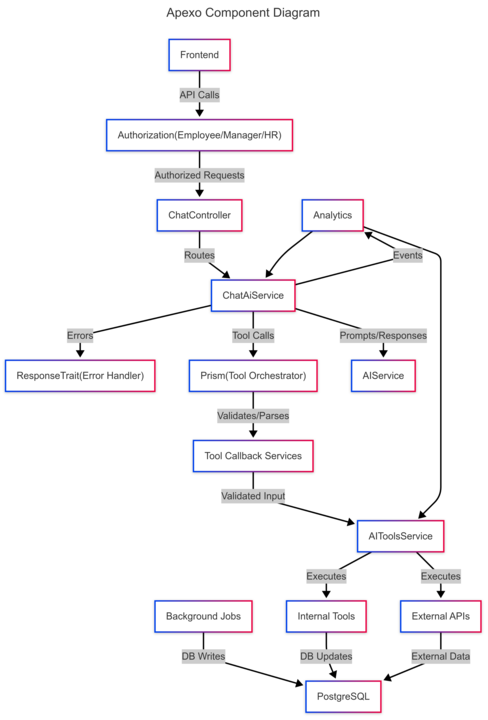 Apexo Component Diagram
Frontend
API Calls
Authorization(Employee/Manager/HR)
Authorized Requests
ChatController
Analytics
Routes
Events
ChatAiService
Errors
Tool Calls
Prompts/Responses
ResponseTrait(Error Handler)
Prism(Tool Orchestrator)
AIService
Validates/Parses
Tool Callback Services
Validated Input
AIToolsService
Executes
Executes
Background Jobs
Internal Tools
External APIs
DB Writes
DB Updates
External Data
PostgreSQL